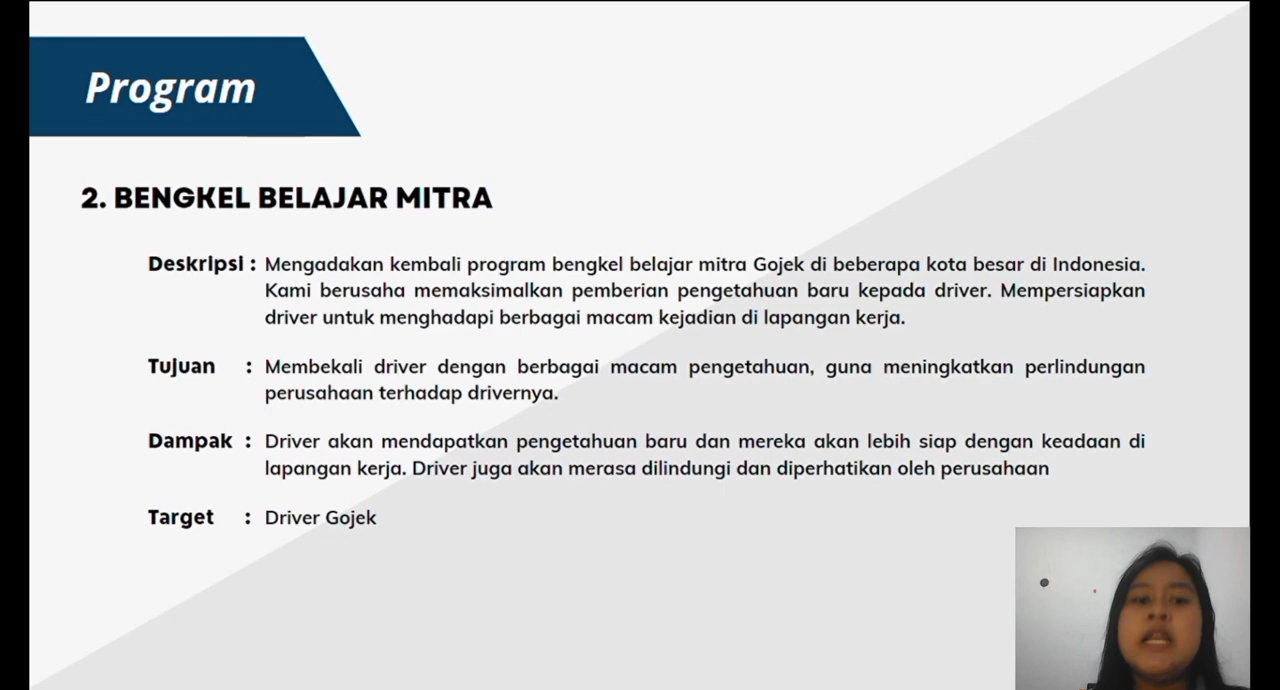 Program
2. BENGKEL BELAJAR MITRA
Deskripsi : Mengadakan kembali program bengkel belajar mitra Gojek di beberapa kota besar di Indonesia.
Kami berusaha memaksimalkan pemberian pengetahuan baru kepada driver. Mempersiapkan
driver untuk menghadapi berbagai macam kejadian di lapangan kerja.
Tujuan : Membekali driver dengan berbagai macam pengetahuan, guna meningkatkan perlindungan
perusahaan terhadap drivernya.
Dampak : Driver akan mendapatkan pengetahuan baru dan mereka akan lebih siap dengan keadaan di
lapangan kerja. Driver juga akan merasa dilindungi dan diperhatikan oleh perusahaan
Target : Driver Gojek